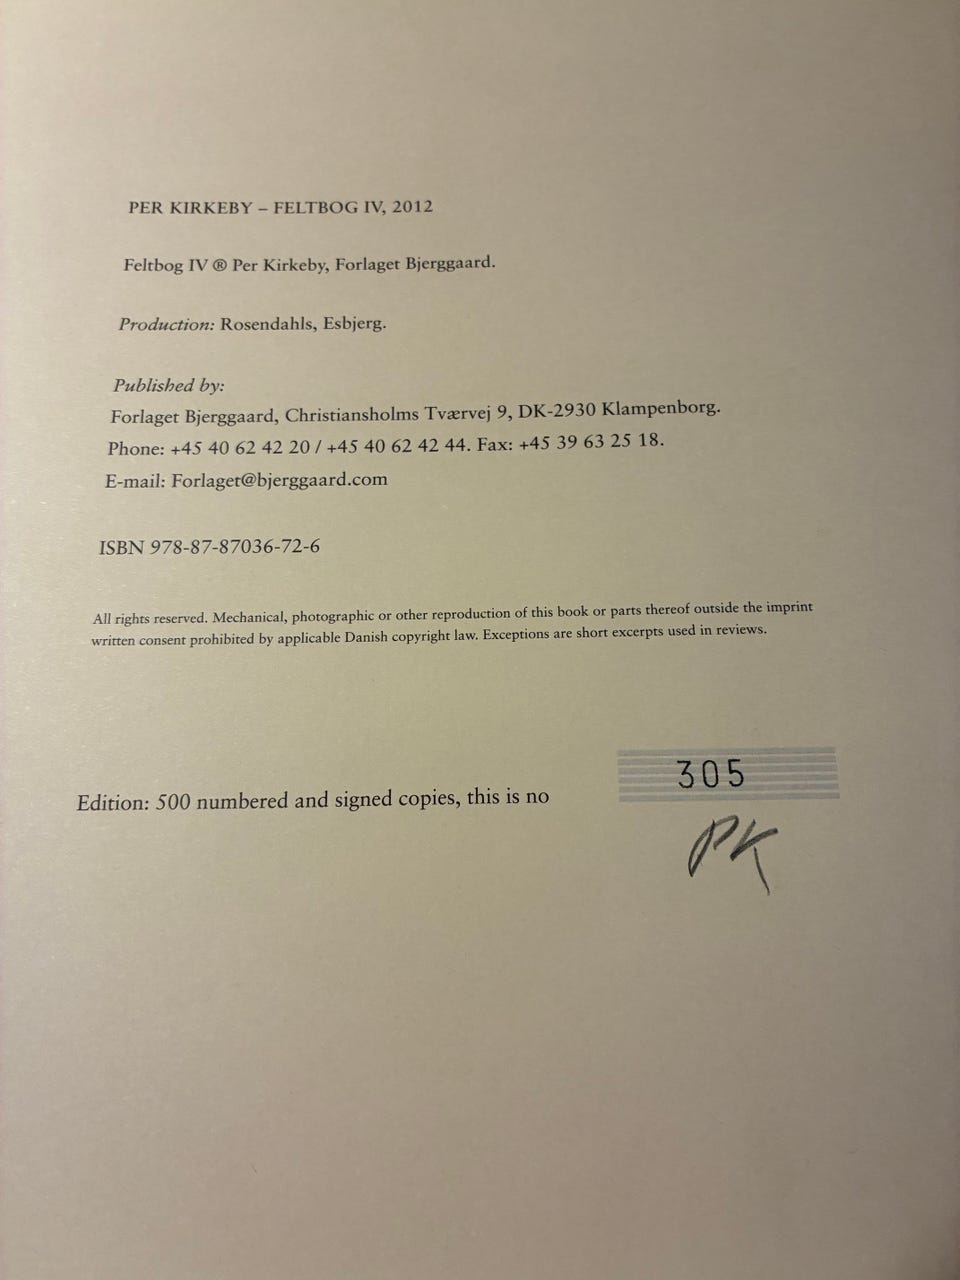 PER KIRKEBY – FELTBOG IV, 2012
Feltbog IV ® Per Kirkeby, Forlaget Bjerggaard.
Production: Rosendahls, Esbjerg.
Published by:
Forlaget Bjerggaard, Christiansholms Tværvej 9, DK-2930 Klampenborg.
Phone: +45 40 62 42 20 / +45 40 62 42 44. Fax: +45 39 63 25 18.
E-mail: Forlaget@bjerggaard.com
ISBN 978-87-87036-72-6
All rights reserved. Mechanical, photographic or other reproduction of this book or parts thereof outside the imprint
written consent prohibited by applicable Danish copyright law. Exceptions are short excerpts used in reviews.
Edition: 500 numbered and signed copies, this is no 305
PK